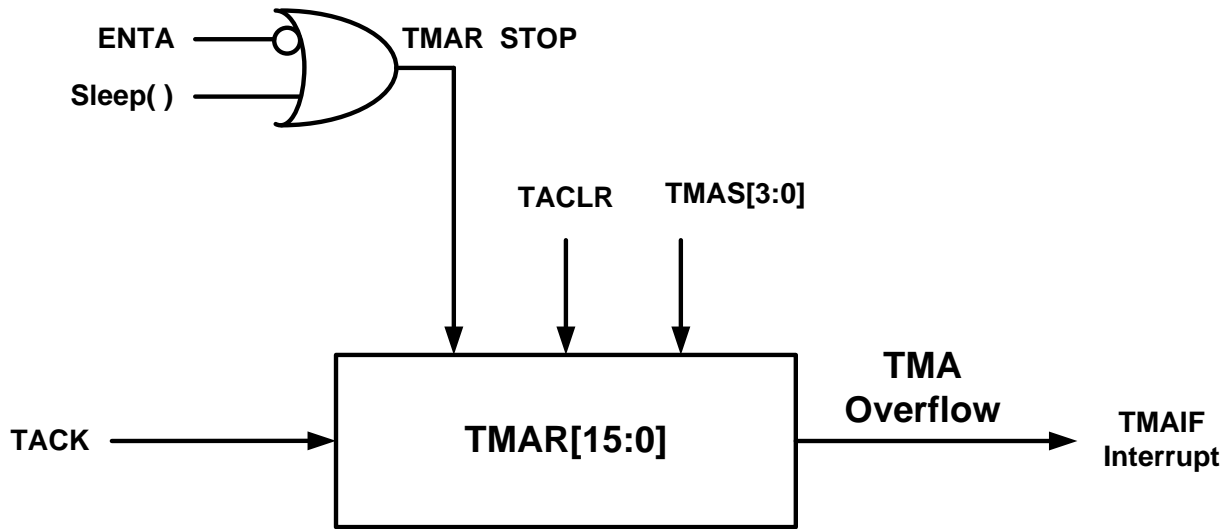 ENTA
TMAR STOP
Sleep( )
TACLR
TMAS[3:0]
TMA
Overflow
TACK
TMAR[15:0]
TMAIF
Interrupt